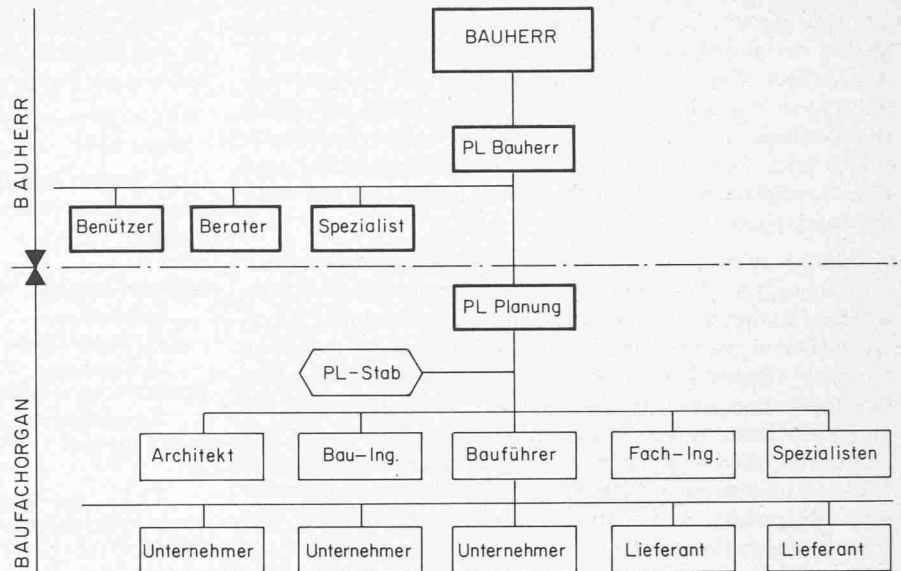 BAUHERR
BAUHERR
PL Bauherr
Benützer
Berater
Spezialist
PL Planung
PL-Stab
BAUFACHORGAN
Architekt
Bau-Ing.
Bauführer
Fach-Ing.
Spezialisten
Unternehmer
Unternehmer
Unternehmer
Lieferant
Lieferant